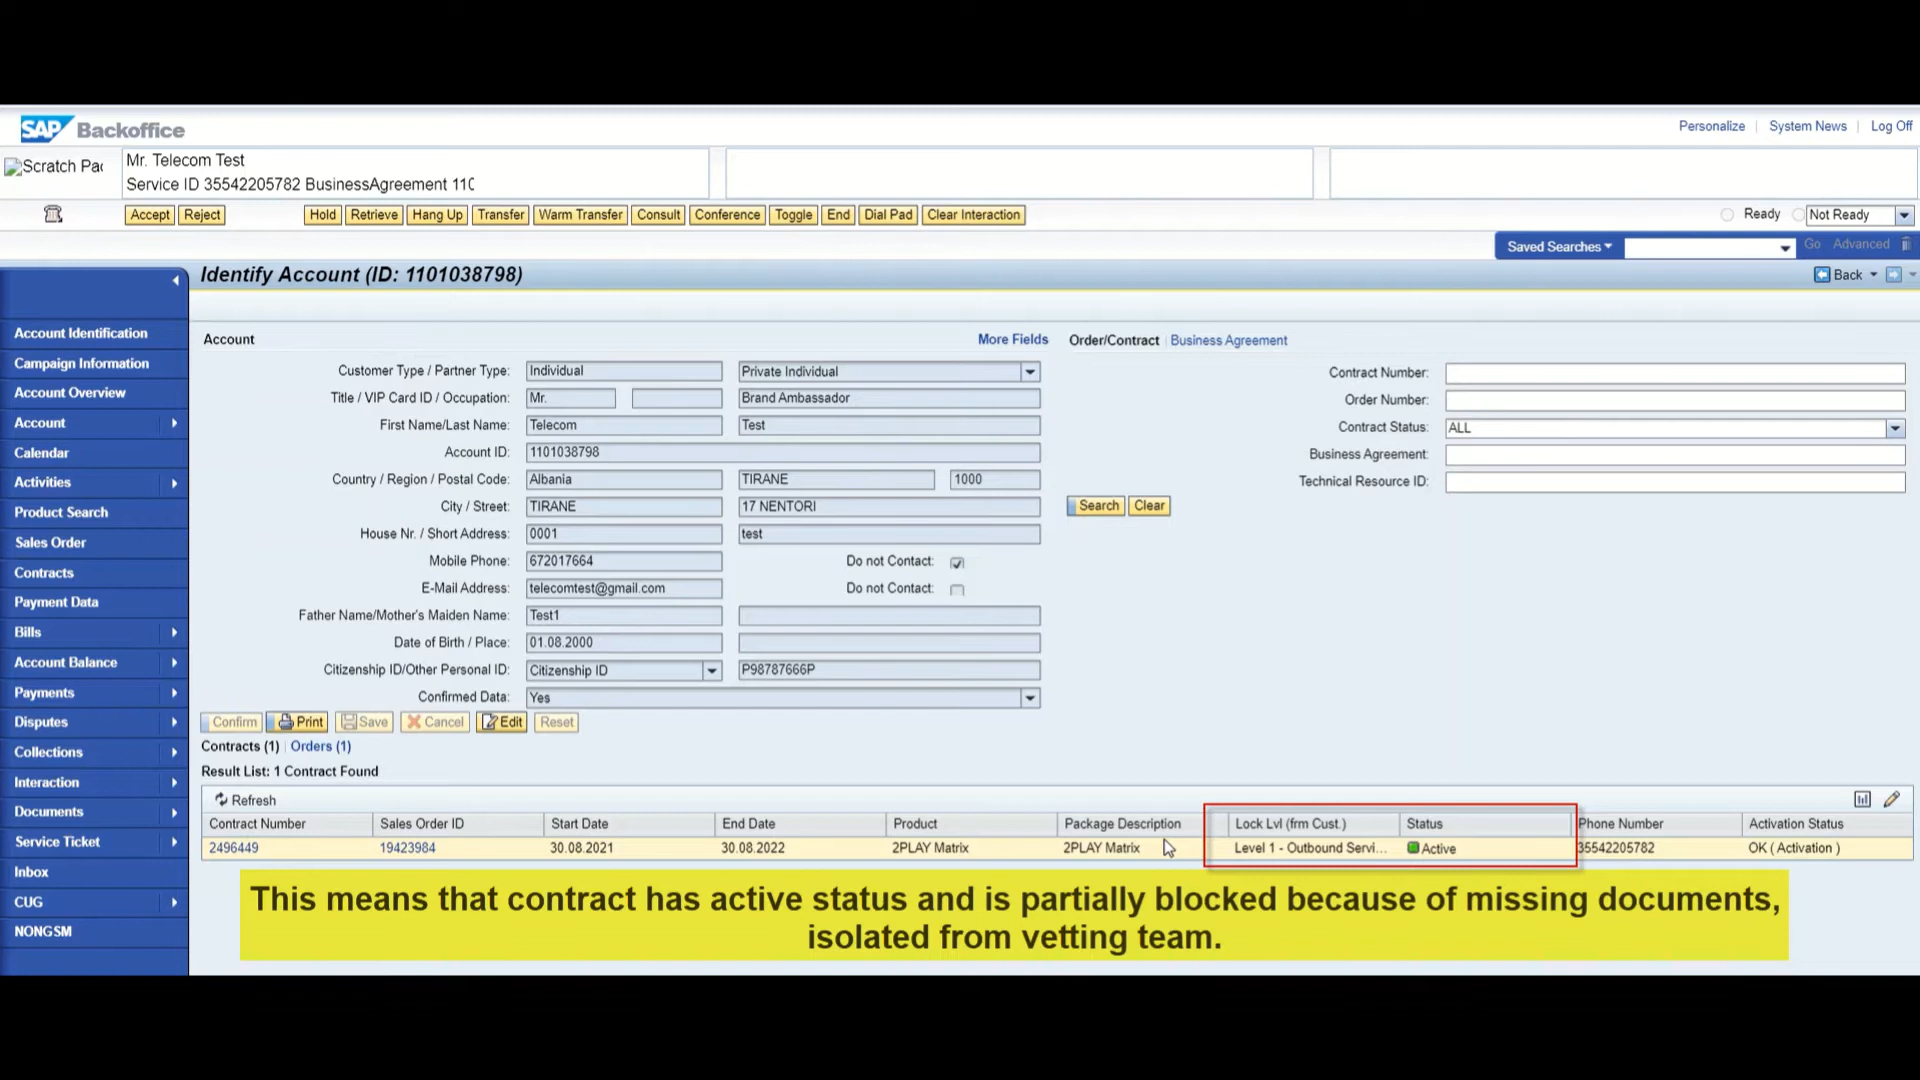 SAP Backoffice
Personalize System News Log Off
Scratch Pac
Mr. Telecom Test
Service ID 35542205782 BusinessAgreement 110
Accept Reject Hold Retrieve Hang Up Transfer Warm Transfer Consult Conference Toggle End Dial Pad Clear Interaction Ready Not Ready
Saved Searches Go Advanced
Identify Account (ID: 1101038798) Back
Account Identification
Campaign Information
Account Overview
Account
Calendar
Activities
Product Search
Sales Order
Contracts
Payment Data
Bills
Account Balance
Payments
Disputes
Collections
Interaction
Documents
Service Ticket
Inbox
CUG
NONGSM
Account More Fields
Customer Type / Partner Type: Individual Private Individual
Title / VIP Card ID / Occupation: Mr. Brand Ambassador
First Name/Last Name: Telecom Test
Account ID: 1101038798
Country / Region / Postal Code: Albania TIRANE 1000
City / Street: TIRANE 17 NENTORI
House Nr. / Short Address: 0001 test
Mobile Phone: 672017664 Do not Contact:
E-Mail Address: telecomtest@gmail.com Do not Contact:
Father Name/Mother's Maiden Name: Test1
Date of Birth / Place: 01.08.2000
Citizenship ID/Other Personal ID: Citizenship ID P98787666P
Confirmed Data: Yes
Order/Contract Business Agreement
Contract Number:
Order Number:
Contract Status: ALL
Business Agreement:
Technical Resource ID:
Search Clear
Confirm Print Save Cancel Edit Reset
Contracts (1) Orders (1)
Result List: 1 Contract Found
Refresh
Contract Number Sales Order ID Start Date End Date Product Package Description Lock Lvl (frm Cust.) Status Phone Number Activation Status
2496449 19423984 30.08.2021 30.08.2022 2PLAY Matrix 2PLAY Matrix Level 1 - Outbound Servi... Active 35542205782 OK ( Activation )
This means that contract has active status and is partially blocked because of missing documents,
isolated from vetting team.